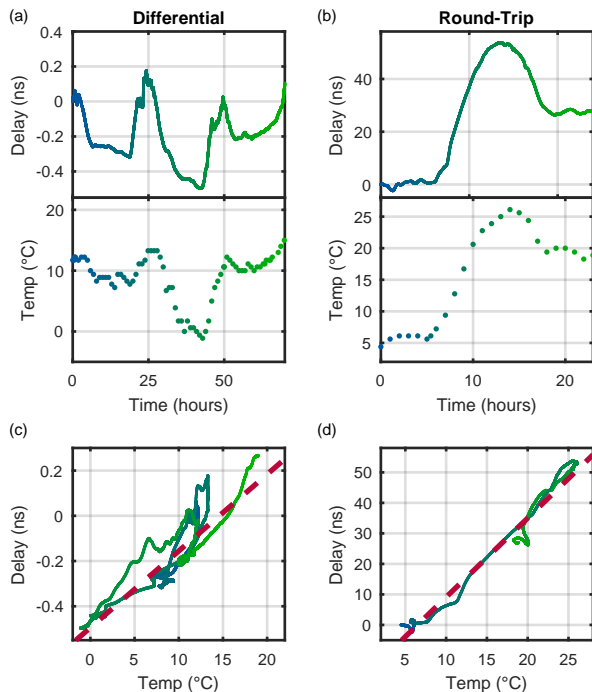 (a) Differential
(b) Round-Trip
Delay (ns)
0.4
0.2
0
-0.2
-0.4
Delay (ns)
40
20
0
Temp (°C)
20
10
0
0 25 50
Time (hours)
Temp (°C)
25
20
15
10
5
0 10 20
Time (hours)
(c)
Delay (ns)
0.2
0
-0.2
-0.4
0 5 10 15 20
Temp (°C)
(d)
Delay (ns)
50
40
30
20
10
0
5 10 15 20 25
Temp (°C)